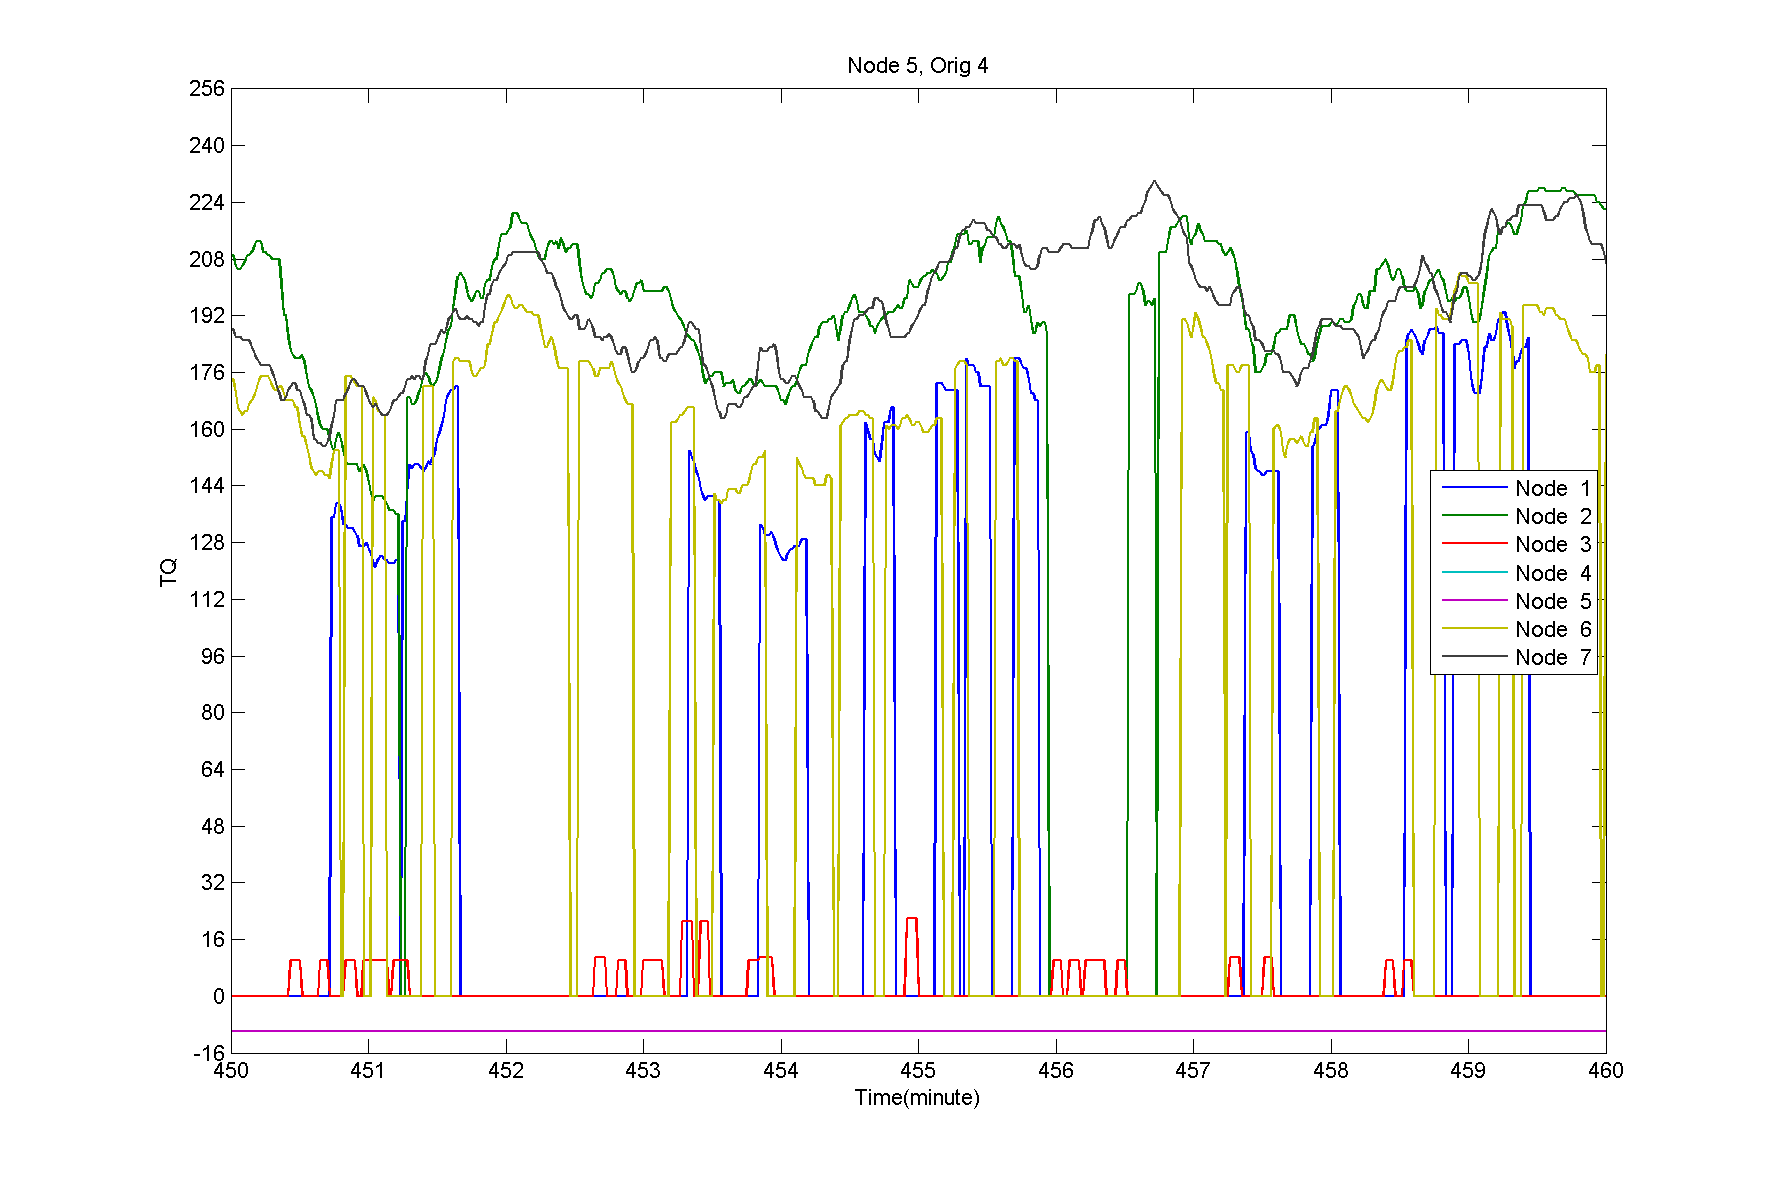 Node 5, Orig 4
256
240
224
208
192
176
160
144
128
112
96
80
64
48
32
16
0
-16
TQ
Node 1
Node 2
Node 3
Node 4
Node 5
Node 6
Node 7
450 451 452 453 454 455 456 457 458 459 460
Time(minute)